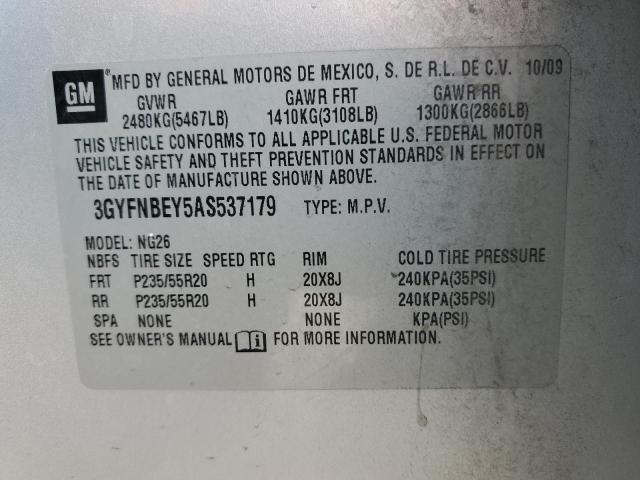 GM
® MFD BY GENERAL MOTORS DE MEXICO, S. DE R.L. DE C.V. 10/09
GVWR GAWR FRT GAWR RR
2480KG(5467LB) 1410KG(3108LB) 1300KG(2866LB)
THIS VEHICLE CONFORMS TO ALL APPLICABLE U.S. FEDERAL MOTOR
VEHICLE SAFETY AND THEFT PREVENTION STANDARDS IN EFFECT ON
THE DATE OF MANUFACTURE SHOWN ABOVE.
3GYFNBEY5AS537179 TYPE: M.P.V.
MODEL: NG26
NBFS TIRE SIZE SPEED RTG RIM COLD TIRE PRESSURE
FRT P235/55R20 H 20X8J 240KPA(35PSI)
RR P235/55R20 H 20X8J 240KPA(35PSI)
SPA NONE NONE KPA(PSI)
SEE OWNER'S MANUAL i FOR MORE INFORMATION.